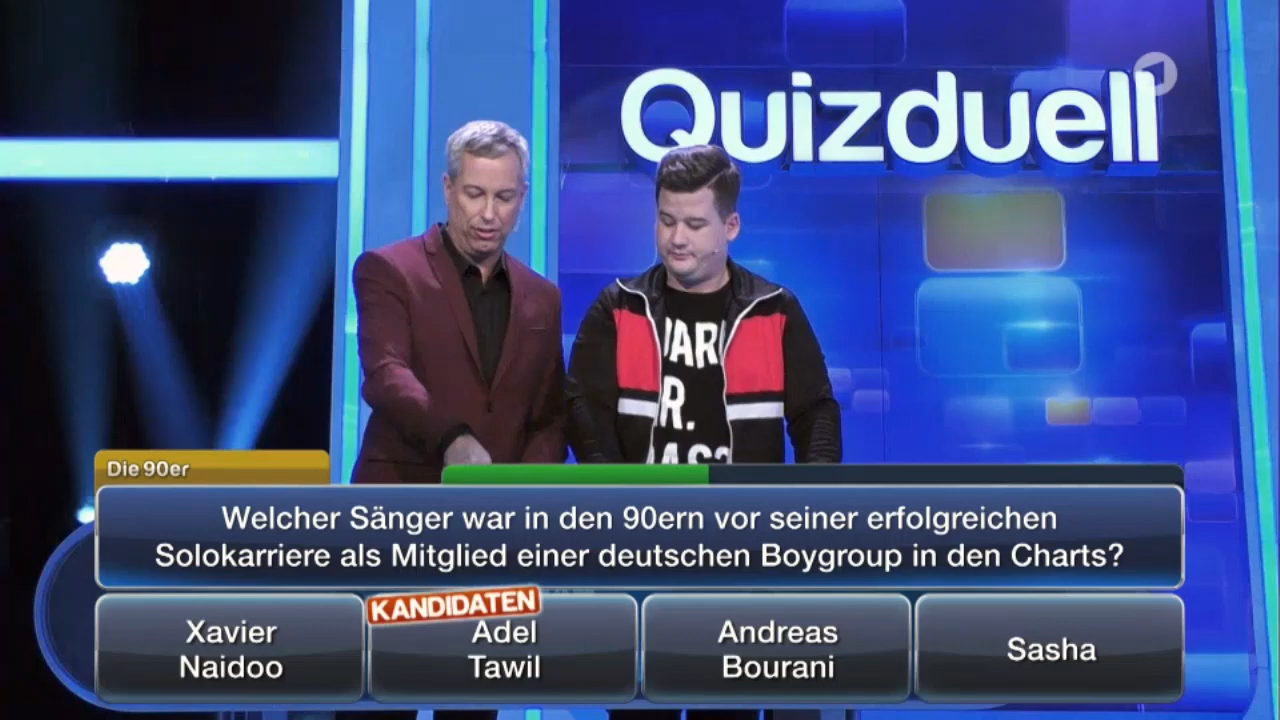 Quizduell
Die 90er
Welcher Sänger war in den 90ern vor seiner erfolgreichen
Solokarriere als Mitglied einer deutschen Boygroup in den Charts?
KANDIDATEN
Xavier
Naidoo
Adel
Tawil
Andreas
Bourani
Sasha